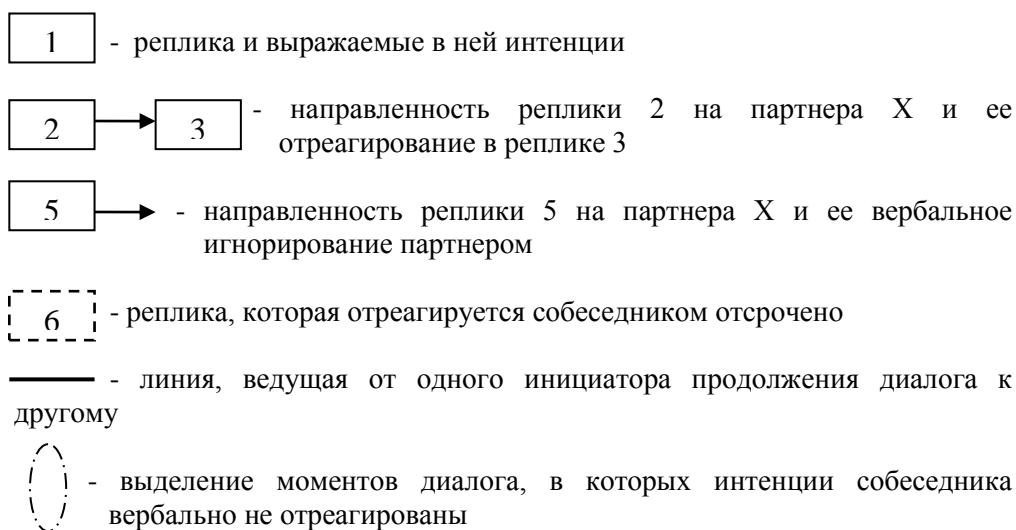 1 - реплика и выражаемые в ней интенции
2 3 - направленность реплики 2 на партнера X и ее
отреагирование в реплике 3
5 - направленность реплики 5 на партнера X и ее вербальное
игнорирование партнером
6 - реплика, которая отреагируется собеседником отсрочено
- линия, ведущая от одного инициатора продолжения диалога к
другому
- выделение моментов диалога, в которых интенции собеседника
вербально не отреагированы